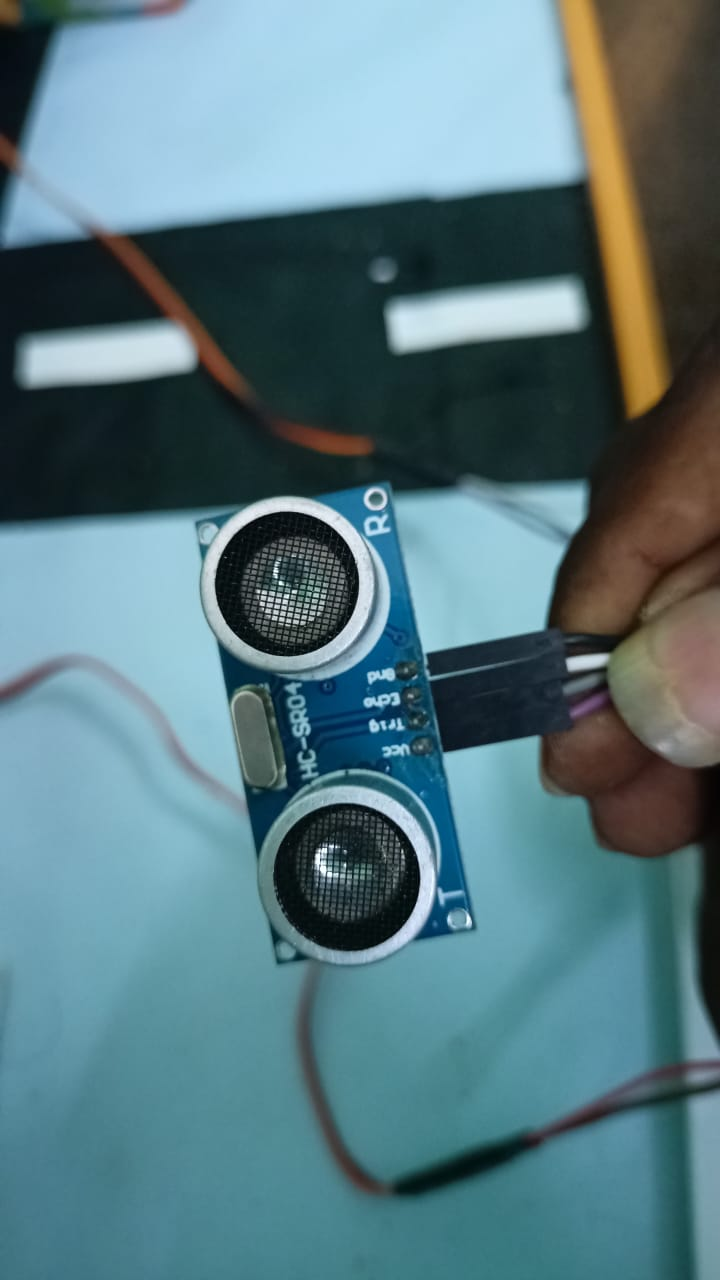 R
Gnd
Echo
Trig
Vcc
HC-SR04
T